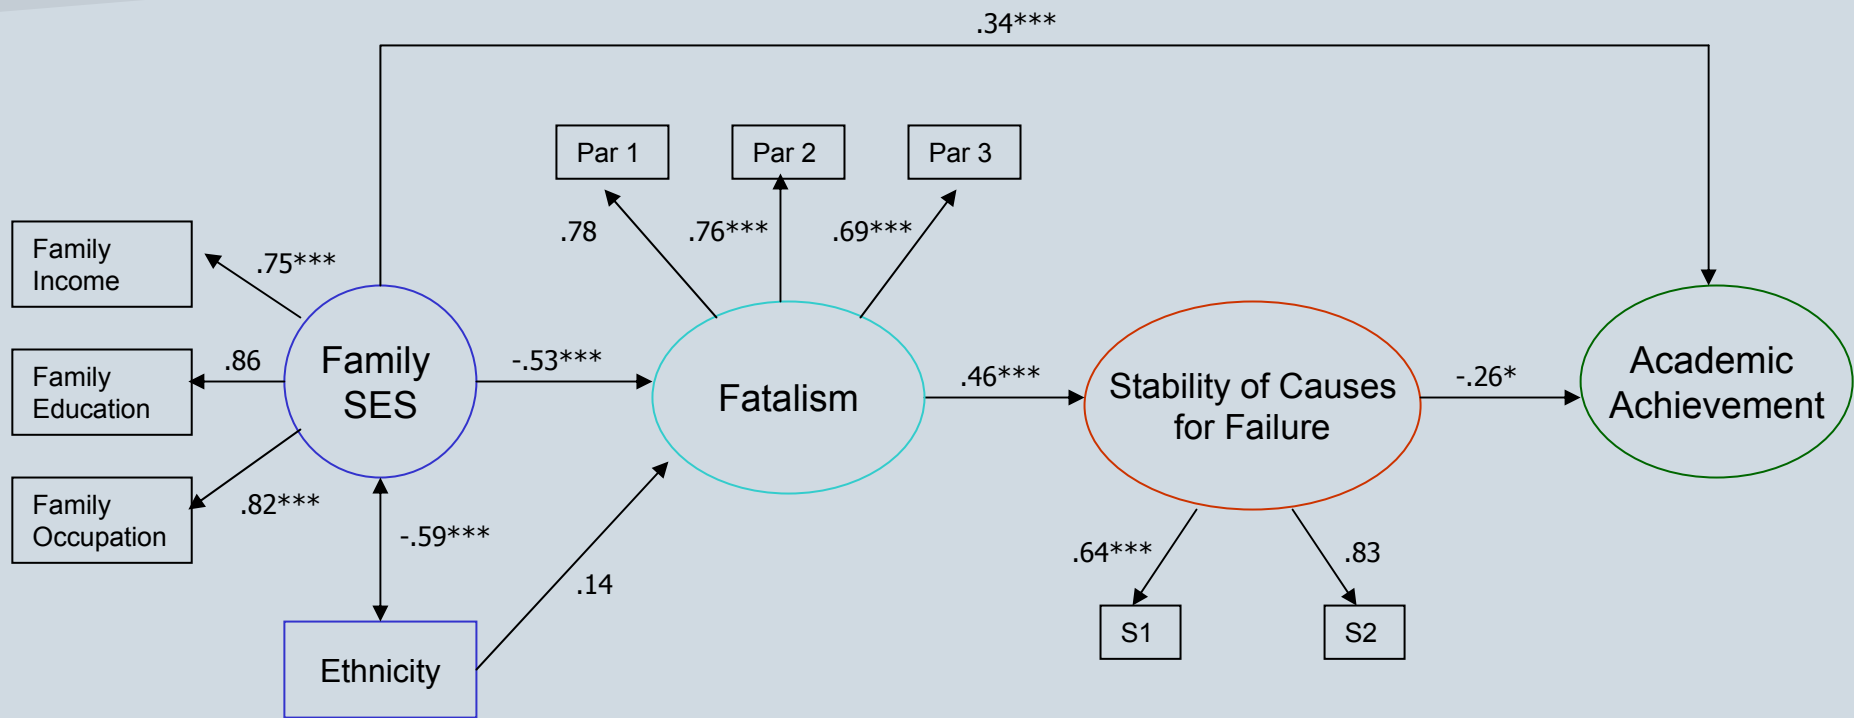 .34***
Par 1
Par 2
Par 3
.78
.76***
.69***
Family
Income
.75***
Family
Education
.86
Family
SES
-.53***
Fatalism
.46***
Stability of Causes
for Failure
-.26*
Academic
Achievement
Family
Occupation
.82***
-.59***
.14
.64***
.83
Ethnicity
S1
S2